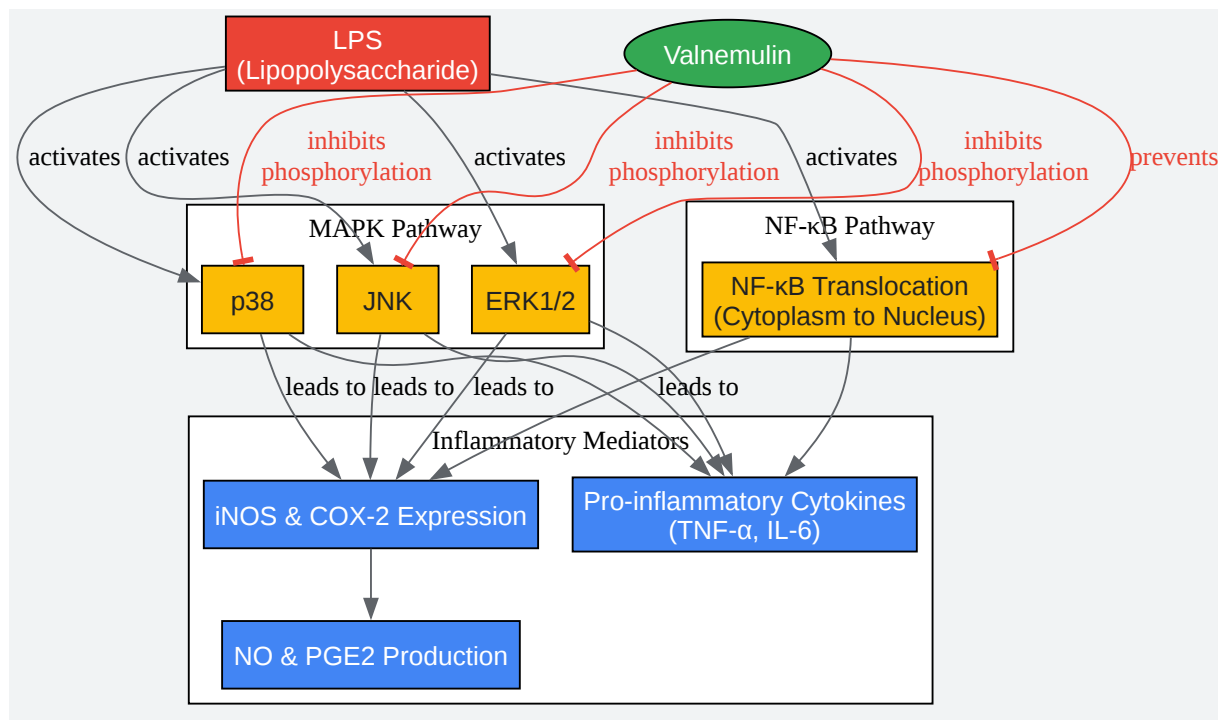 LPS
(Lipopolysaccharide)
Valnemulin
activates
activates
inhibits
phosphorylation
activates
inhibits
phosphorylation
activates
inhibits
phosphorylation
prevents
MAPK Pathway
NF-κB Pathway
p38
JNK
ERK1/2
NF-κB Translocation
(Cytoplasm to Nucleus)
leads to
leads to
leads to
leads to
Inflammatory Mediators
iNOS & COX-2 Expression
Pro-inflammatory Cytokines
(TNF-α, IL-6)
NO & PGE2 Production